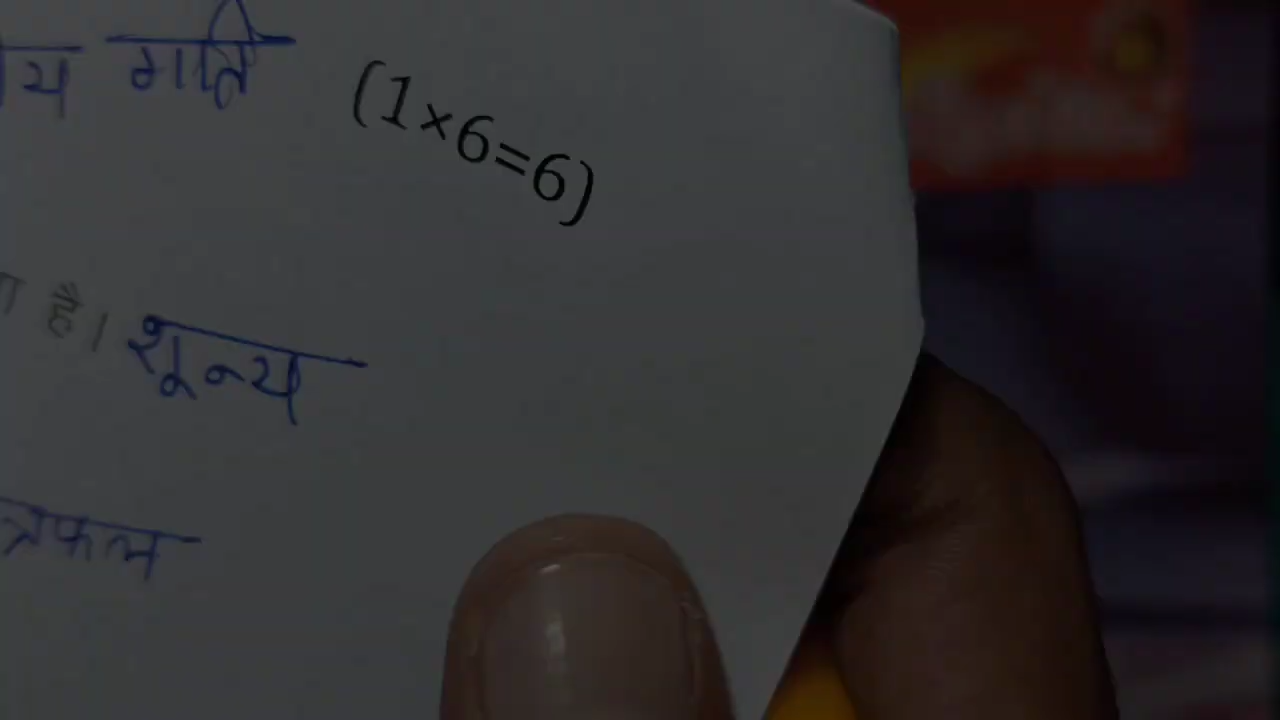 य गति (1×6=6)
है। शून्य
त्रफल